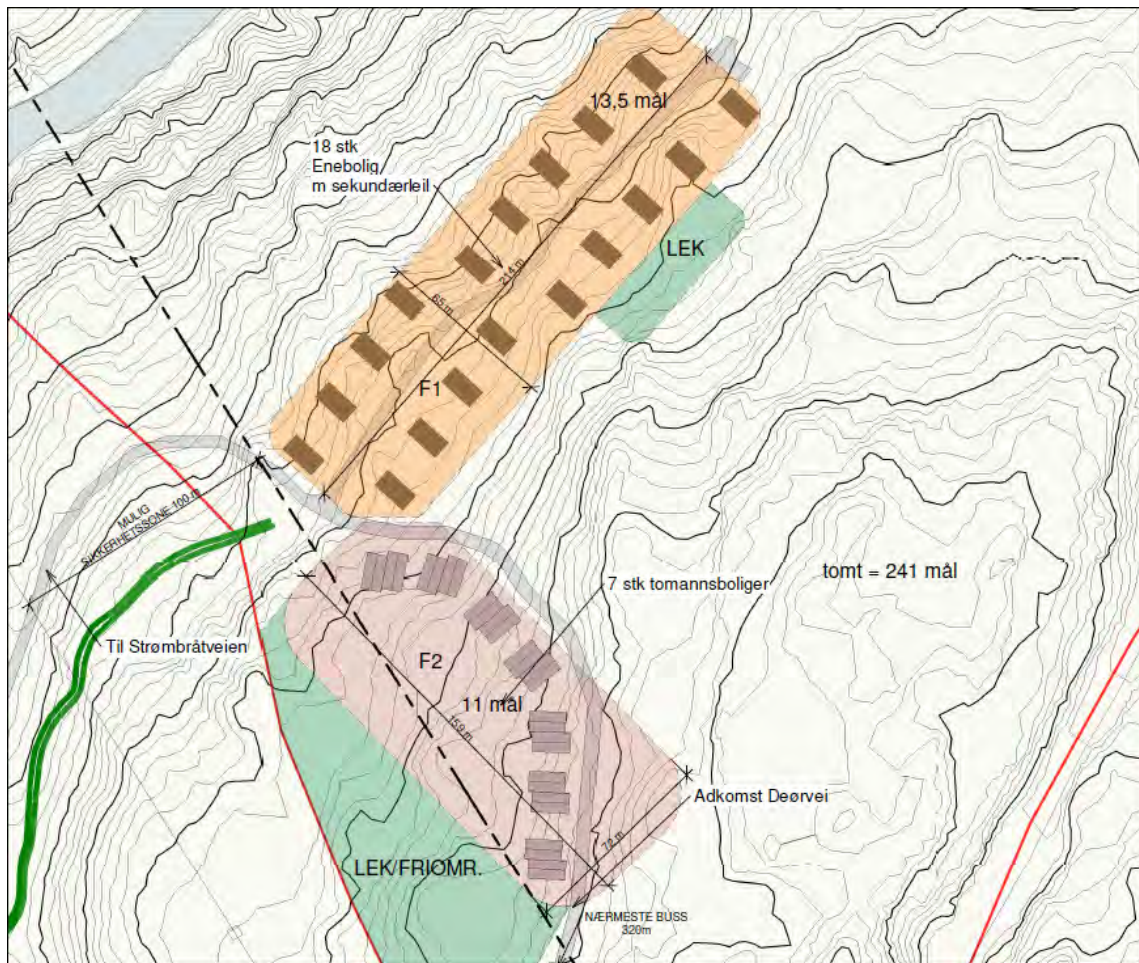 13,5 mål
18 stk
Enebolig
m sekundærleil
LEK
214 m
65 m
F1
MULIG
SIKKERHETSSONE 100 m
tomt = 241 mål
7 stk tomannsboliger
Til Strømbråtveien
F2
11 mål
159 m
Adkomst Deørvei
72 m
LEK/FRIOMR.
NÆRMESTE BUSS
320m